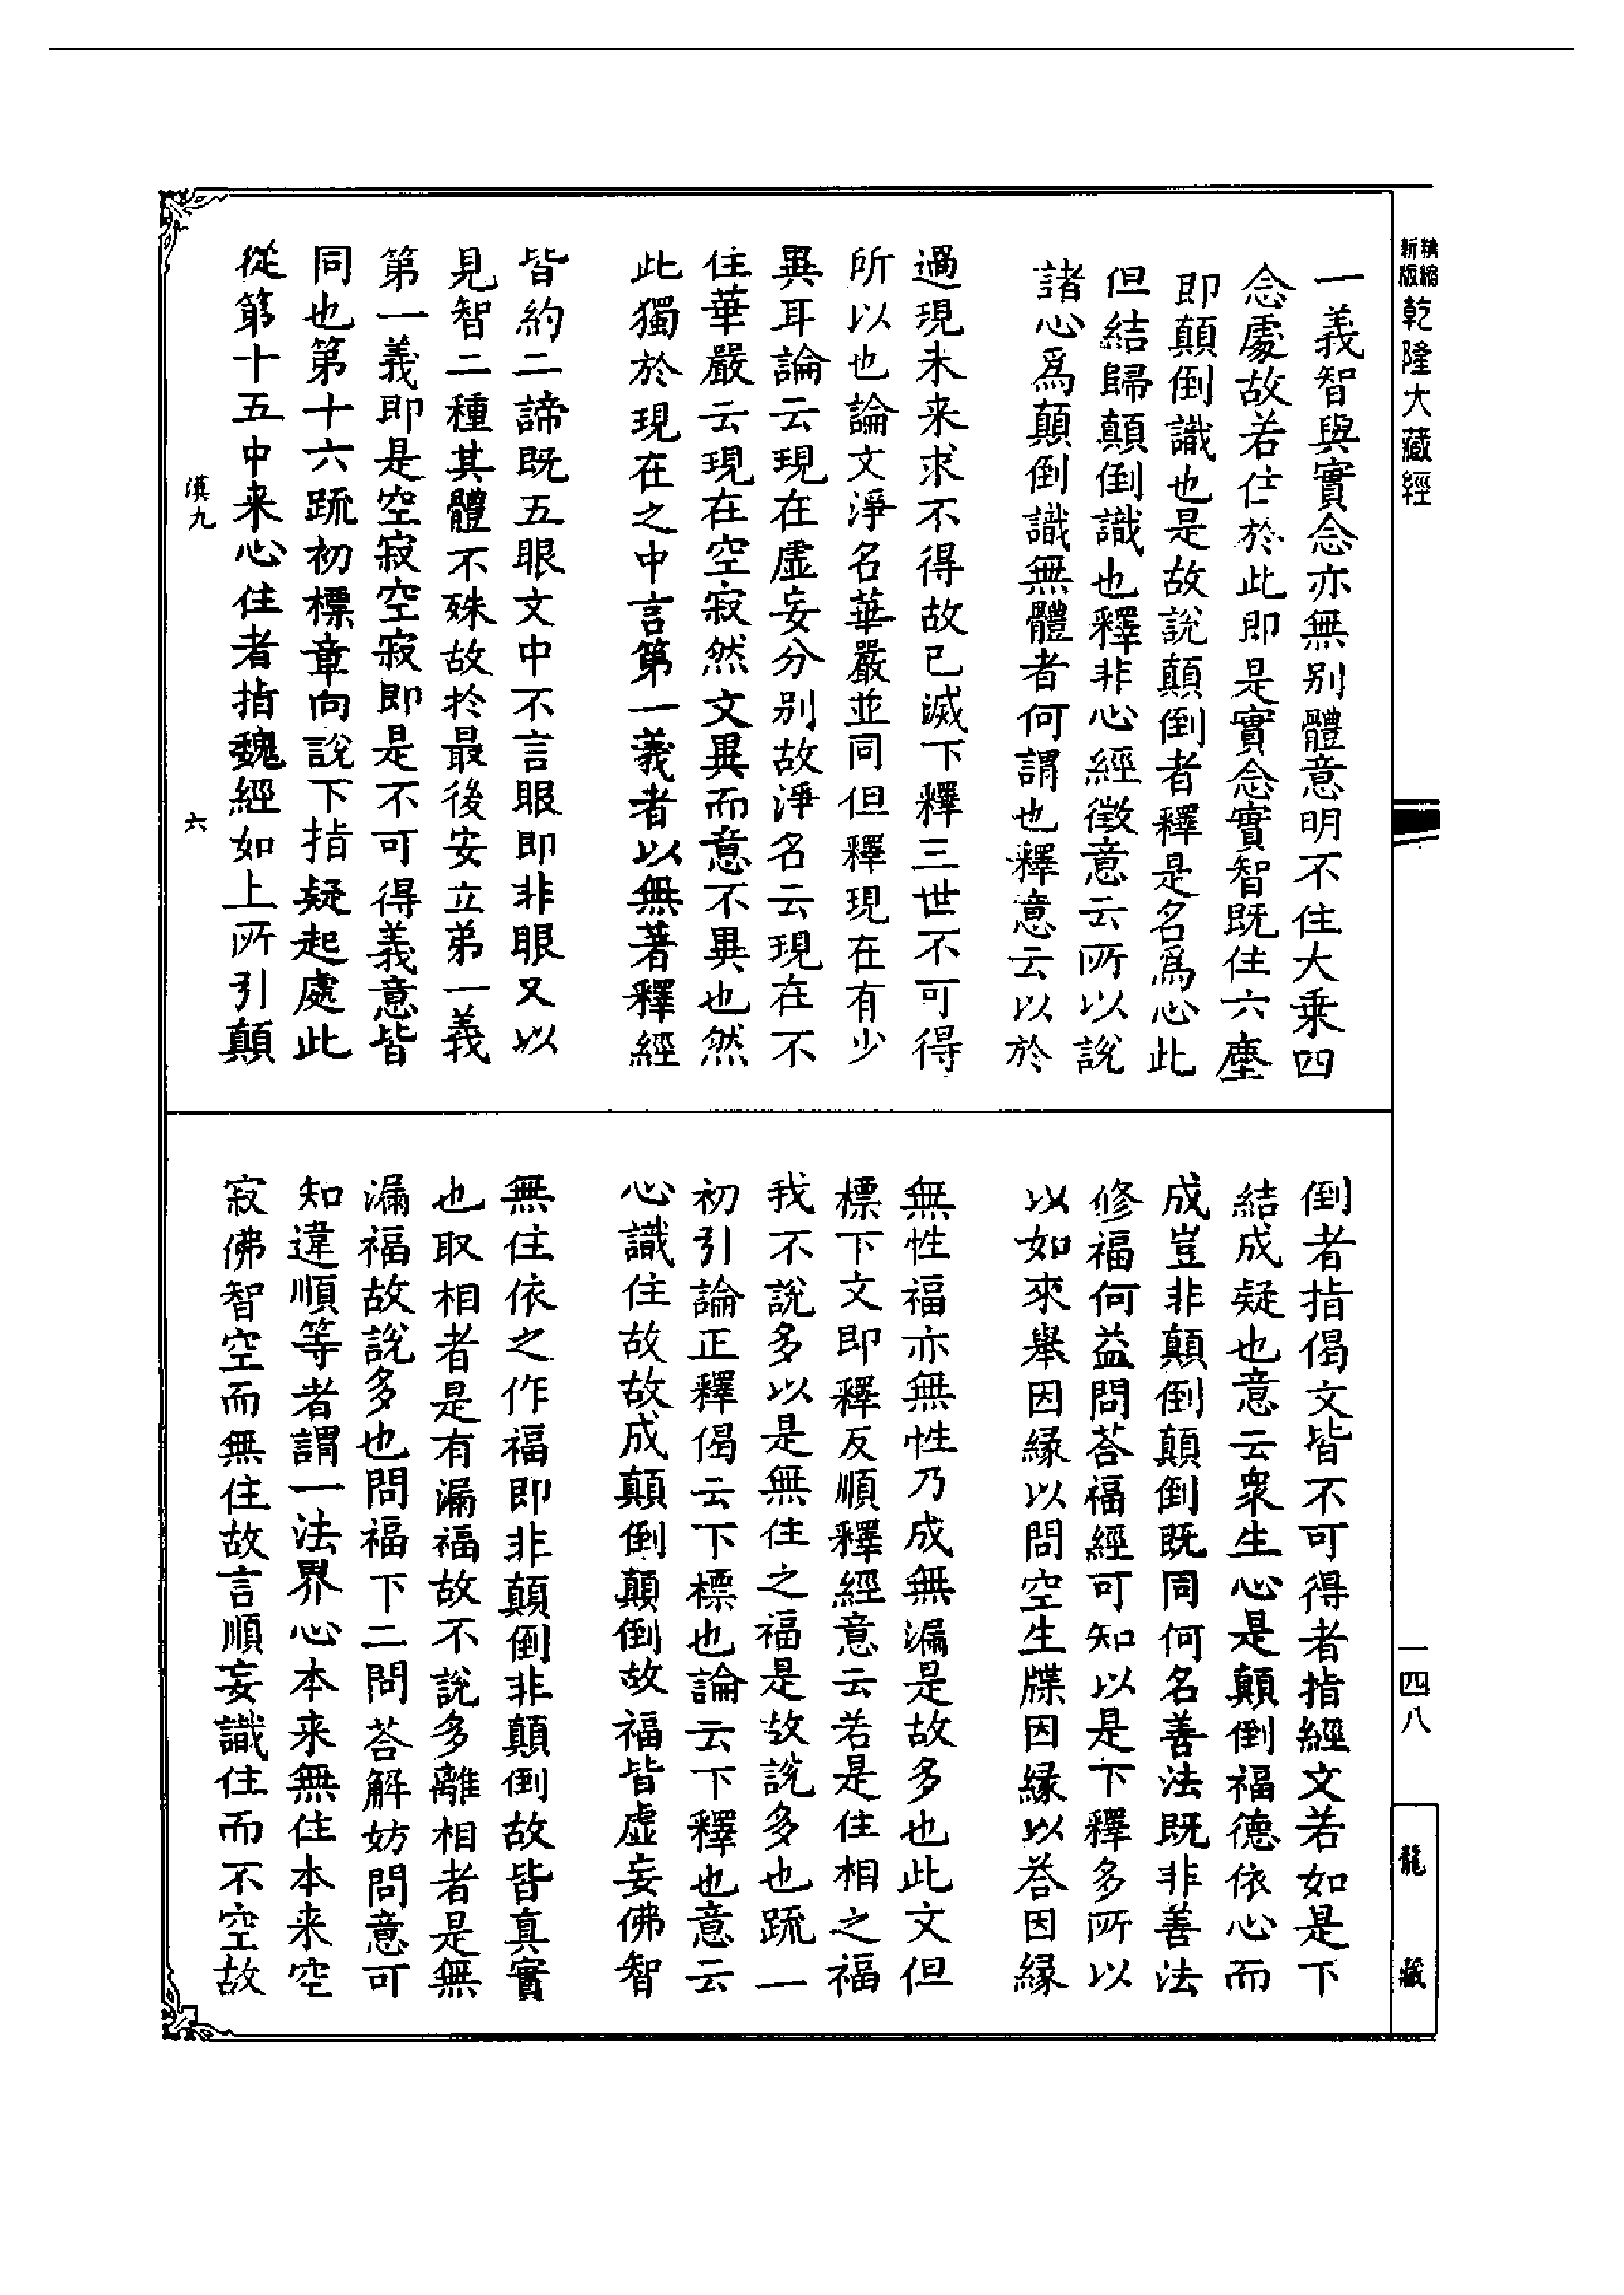 精縮新版乾隆大藏經
一四八
龍藏
一義智與實念亦無別體意明不住大乘四
念處故若住於此即是實念實智既住六塵
即顛倒識也是故說顛倒者釋是名爲心此
但結歸顛倒識也釋非心經徵意云所以說
諸心爲顛倒識無體者何謂也釋意云以於
過現未来求不得故已滅下釋三世不可得
所以也論文淨名華嚴並同但釋現在有少
異耳論云現在虛妄分別故淨名云現在不
住華嚴云現在空寂然文異而意不異也然
此獨於現在之中言第一義者以無著釋經
皆約二諦既五眼文中不言眼即非眼又以
見智二種其體不殊故於最後安立第一義
第一義即是空寂空寂即是不可得義意皆
同也第十六疏初標章向說下指疑起處此
從第十五中来心住者指魏經如上所引顛
倒者指偈文皆不可得者指經文若如是下
結成疑也意云衆生心是顛倒福德依心而
成豈非顛倒顛倒既同何名善法既非善法
修福何益問荅福經可知以是下釋多所以
以如來舉因緣以問空生牒因緣以荅因緣
無性福亦無性乃成無漏是故多也此文但
標下文即釋反順釋經意云若是住相之福
我不說多以是無住之福是故說多也疏一
初引論正釋偈云下標也論云下釋也意云
心識住故故成顛倒顛倒故福皆虛妄佛智
無住依之作福即非顛倒非顛倒故皆真實
也取相者是有漏福故不說多離相者是無
漏福故說多也問福下二問荅解妨問意可
知違順等者謂一法界心本来無住本来空
寂佛智空而無住故言順妄識住而不空故
漢九
六